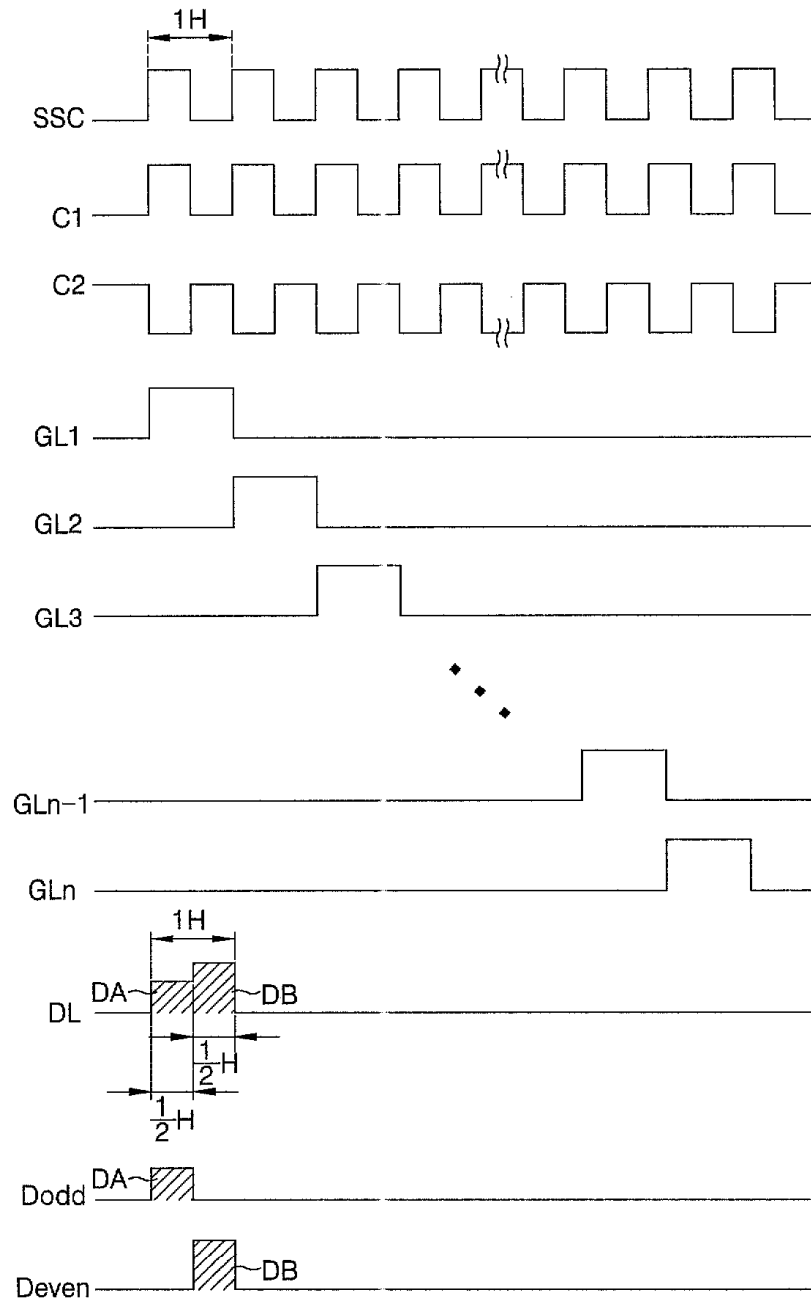 1H
SSC
C1
C2
GL1
GL2
GL3
GLn-1
GLn
1H
DA
DB
DL
1/2 H
1/2 H
DA
Dodd
DB
Deven